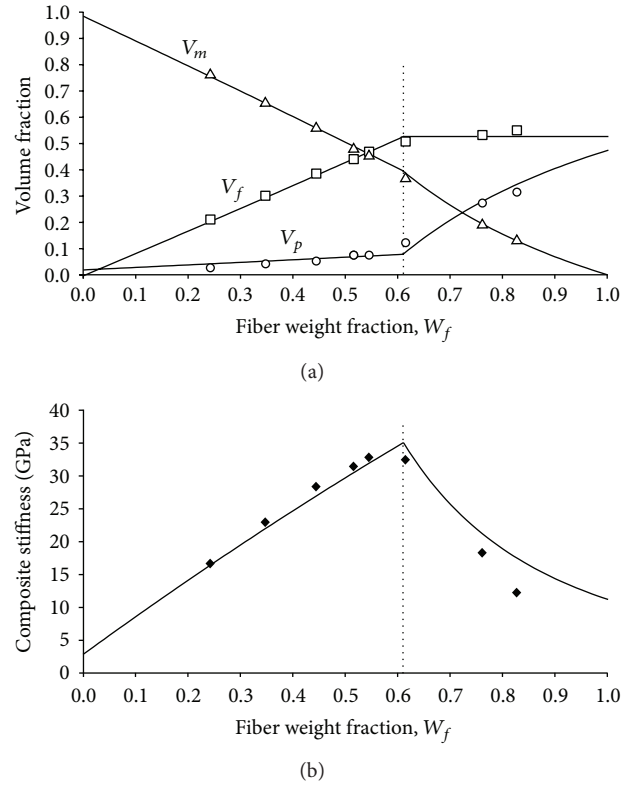 1.0
0.9
0.8
0.7
0.6
0.5
0.4
0.3
0.2
0.1
0.0
Volume fraction
V_m
V_f
V_p
0.0 0.1 0.2 0.3 0.4 0.5 0.6 0.7 0.8 0.9 1.0
Fiber weight fraction, W_f
(a)
40
35
30
25
20
15
10
5
0
Composite stiffness (GPa)
0.0 0.1 0.2 0.3 0.4 0.5 0.6 0.7 0.8 0.9 1.0
Fiber weight fraction, W_f
(b)